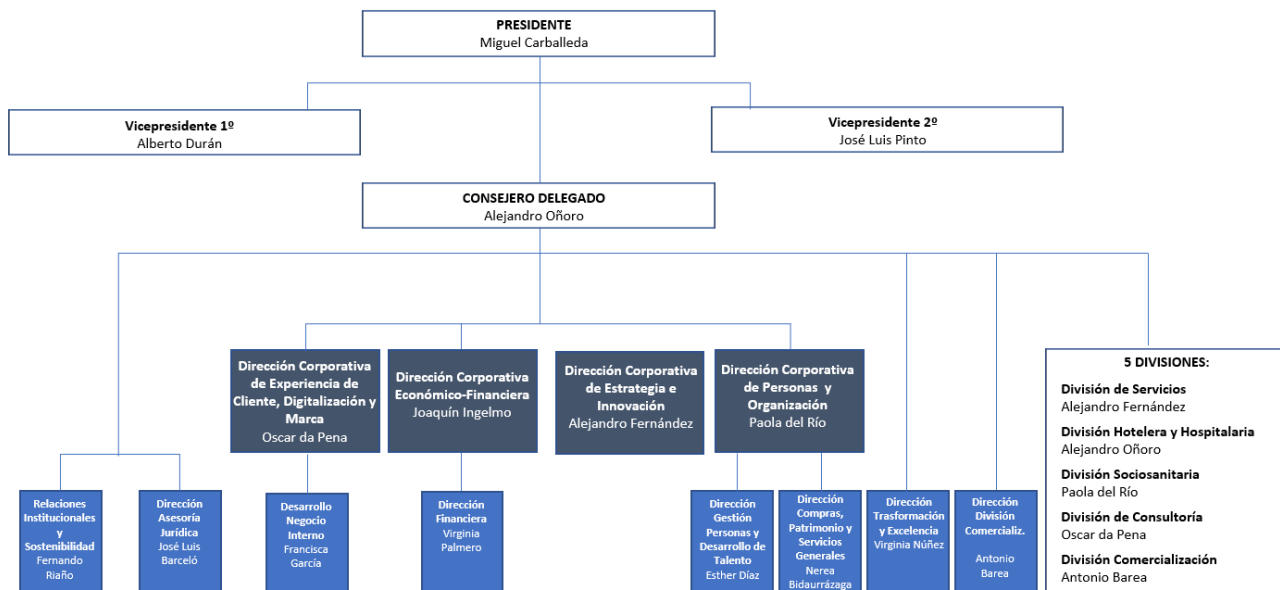 PRESIDENTE
Miguel Carballeda
Vicepresidente 1º
Alberto Durán
Vicepresidente 2º
José Luis Pinto
CONSEJERO DELEGADO
Alejandro Oñoro
Dirección Corporativa
de Experiencia de
Cliente, Digitalización y
Marca
Oscar da Pena
Dirección Corporativa
Económico-Financiera
Joaquín Ingelmo
Dirección Corporativa
de Estrategia e
Innovación
Alejandro Fernández
Dirección Corporativa
de Personas y
Organización
Paola del Río
5 DIVISIONES:
División de Servicios
Alejandro Fernández
División Hotelera y Hospitalaria
Alejandro Oñoro
División Sociosanitaria
Paola del Río
División de Consultoría
Oscar da Pena
División Comercialización
Antonio Barea
Relaciones
Institucionales
y
Sostenibilidad
Fernando
Riaño
Dirección
Asesoría
Jurídica
José Luis
Barceló
Desarrollo
Negocio
Interno
Francisca
García
Dirección
Financiera
Virginia
Palmero
Dirección
Gestión
Personas y
Desarrollo de
Talento
Esther Díaz
Dirección
Compras,
Patrimonio y
Servicios
Generales
Nerea
Bidaurrázaga
Dirección
Trasformación
y Excelencia
Virginia Núñez
Dirección
División
Comercializ.
Antonio
Barea